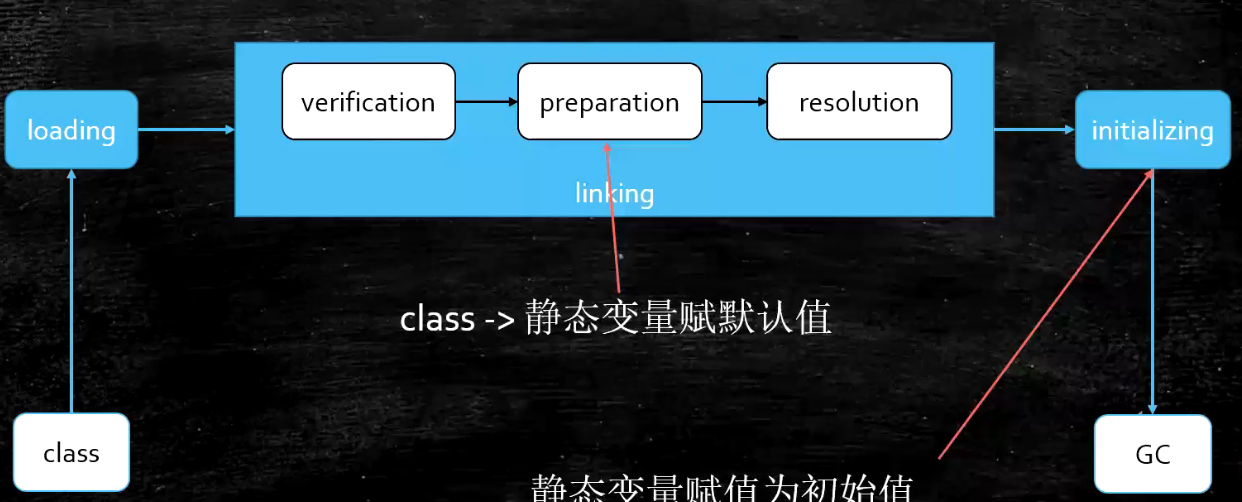 verification
preparation
resolution
loading
initializing
linking
class -> 静态变量赋默认值
class
GC
静态变量赋值为初始值